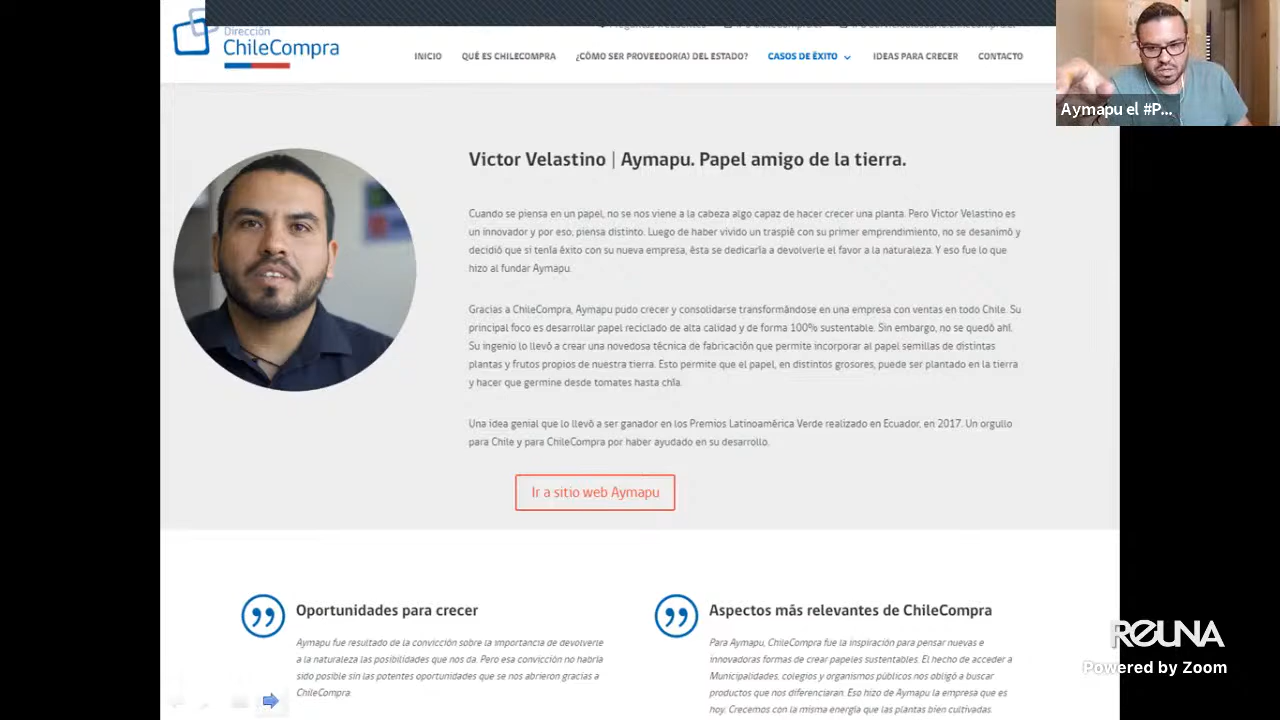 Dirección
ChileCompra
INICIO QUÉ ES CHILECOMPRA ¿CÓMO SER PROVEEDOR(A) DEL ESTADO? CASOS DE ÉXITO IDEAS PARA CRECER CONTACTO
Aymapu el #P...
Victor Velastino | Aymapu. Papel amigo de la tierra.
Cuando se piensa en un papel, no se nos viene a la cabeza algo capaz de hacer crecer una planta. Pero Victor Velastino es
un innovador y por eso, piensa distinto. Luego de haber vivido un traspié con su primer emprendimiento, no se desanimó y
decidió que si tenía éxito con su nueva empresa, ésta se dedicaría a devolverle el favor a la naturaleza. Y eso fue lo que
hizo al fundar Aymapu.
Gracias a ChileCompra, Aymapu pudo crecer y consolidarse transformándose en una empresa con ventas en todo Chile. Su
principal foco es desarrollar papel reciclado de alta calidad y de forma 100% sustentable. Sin embargo, no se quedó ahí.
Su ingenio lo llevó a crear una novedosa técnica de fabricación que permite incorporar al papel semillas de distintas
plantas y frutos propios de nuestra tierra. Esto permite que el papel, en distintos grosores, puede ser plantado en la tierra
y hacer que germine desde tomates hasta chía.
Una idea genial que lo llevó a ser ganador en los Premios Latinoamérica Verde realizado en Ecuador, en 2017. Un orgullo
para Chile y para ChileCompra por haber ayudado en su desarrollo.
Ir a sitio web Aymapu
Oportunidades para crecer
Aymapu fue resultado de la convicción sobre la importancia de devolverle
a la naturaleza las posibilidades que nos da. Pero esa convicción no habría
sido posible sin las potentes oportunidades que se nos abrieron gracias a
ChileCompra
Aspectos más relevantes de ChileCompra
Para Aymapu, ChileCompra fue la inspiración para pensar nuevas e
innovadoras formas de crear papeles sustentables. El hecho de acceder a
Municipalidades, colegios y organismos públicos nos obligó a buscar
productos que nos diferenciaran. Eso hizo de Aymapu la empresa que es
hoy. Crecemos con la misma energía que las plantas bien cultivadas.
REUNA
Powered by Zoom